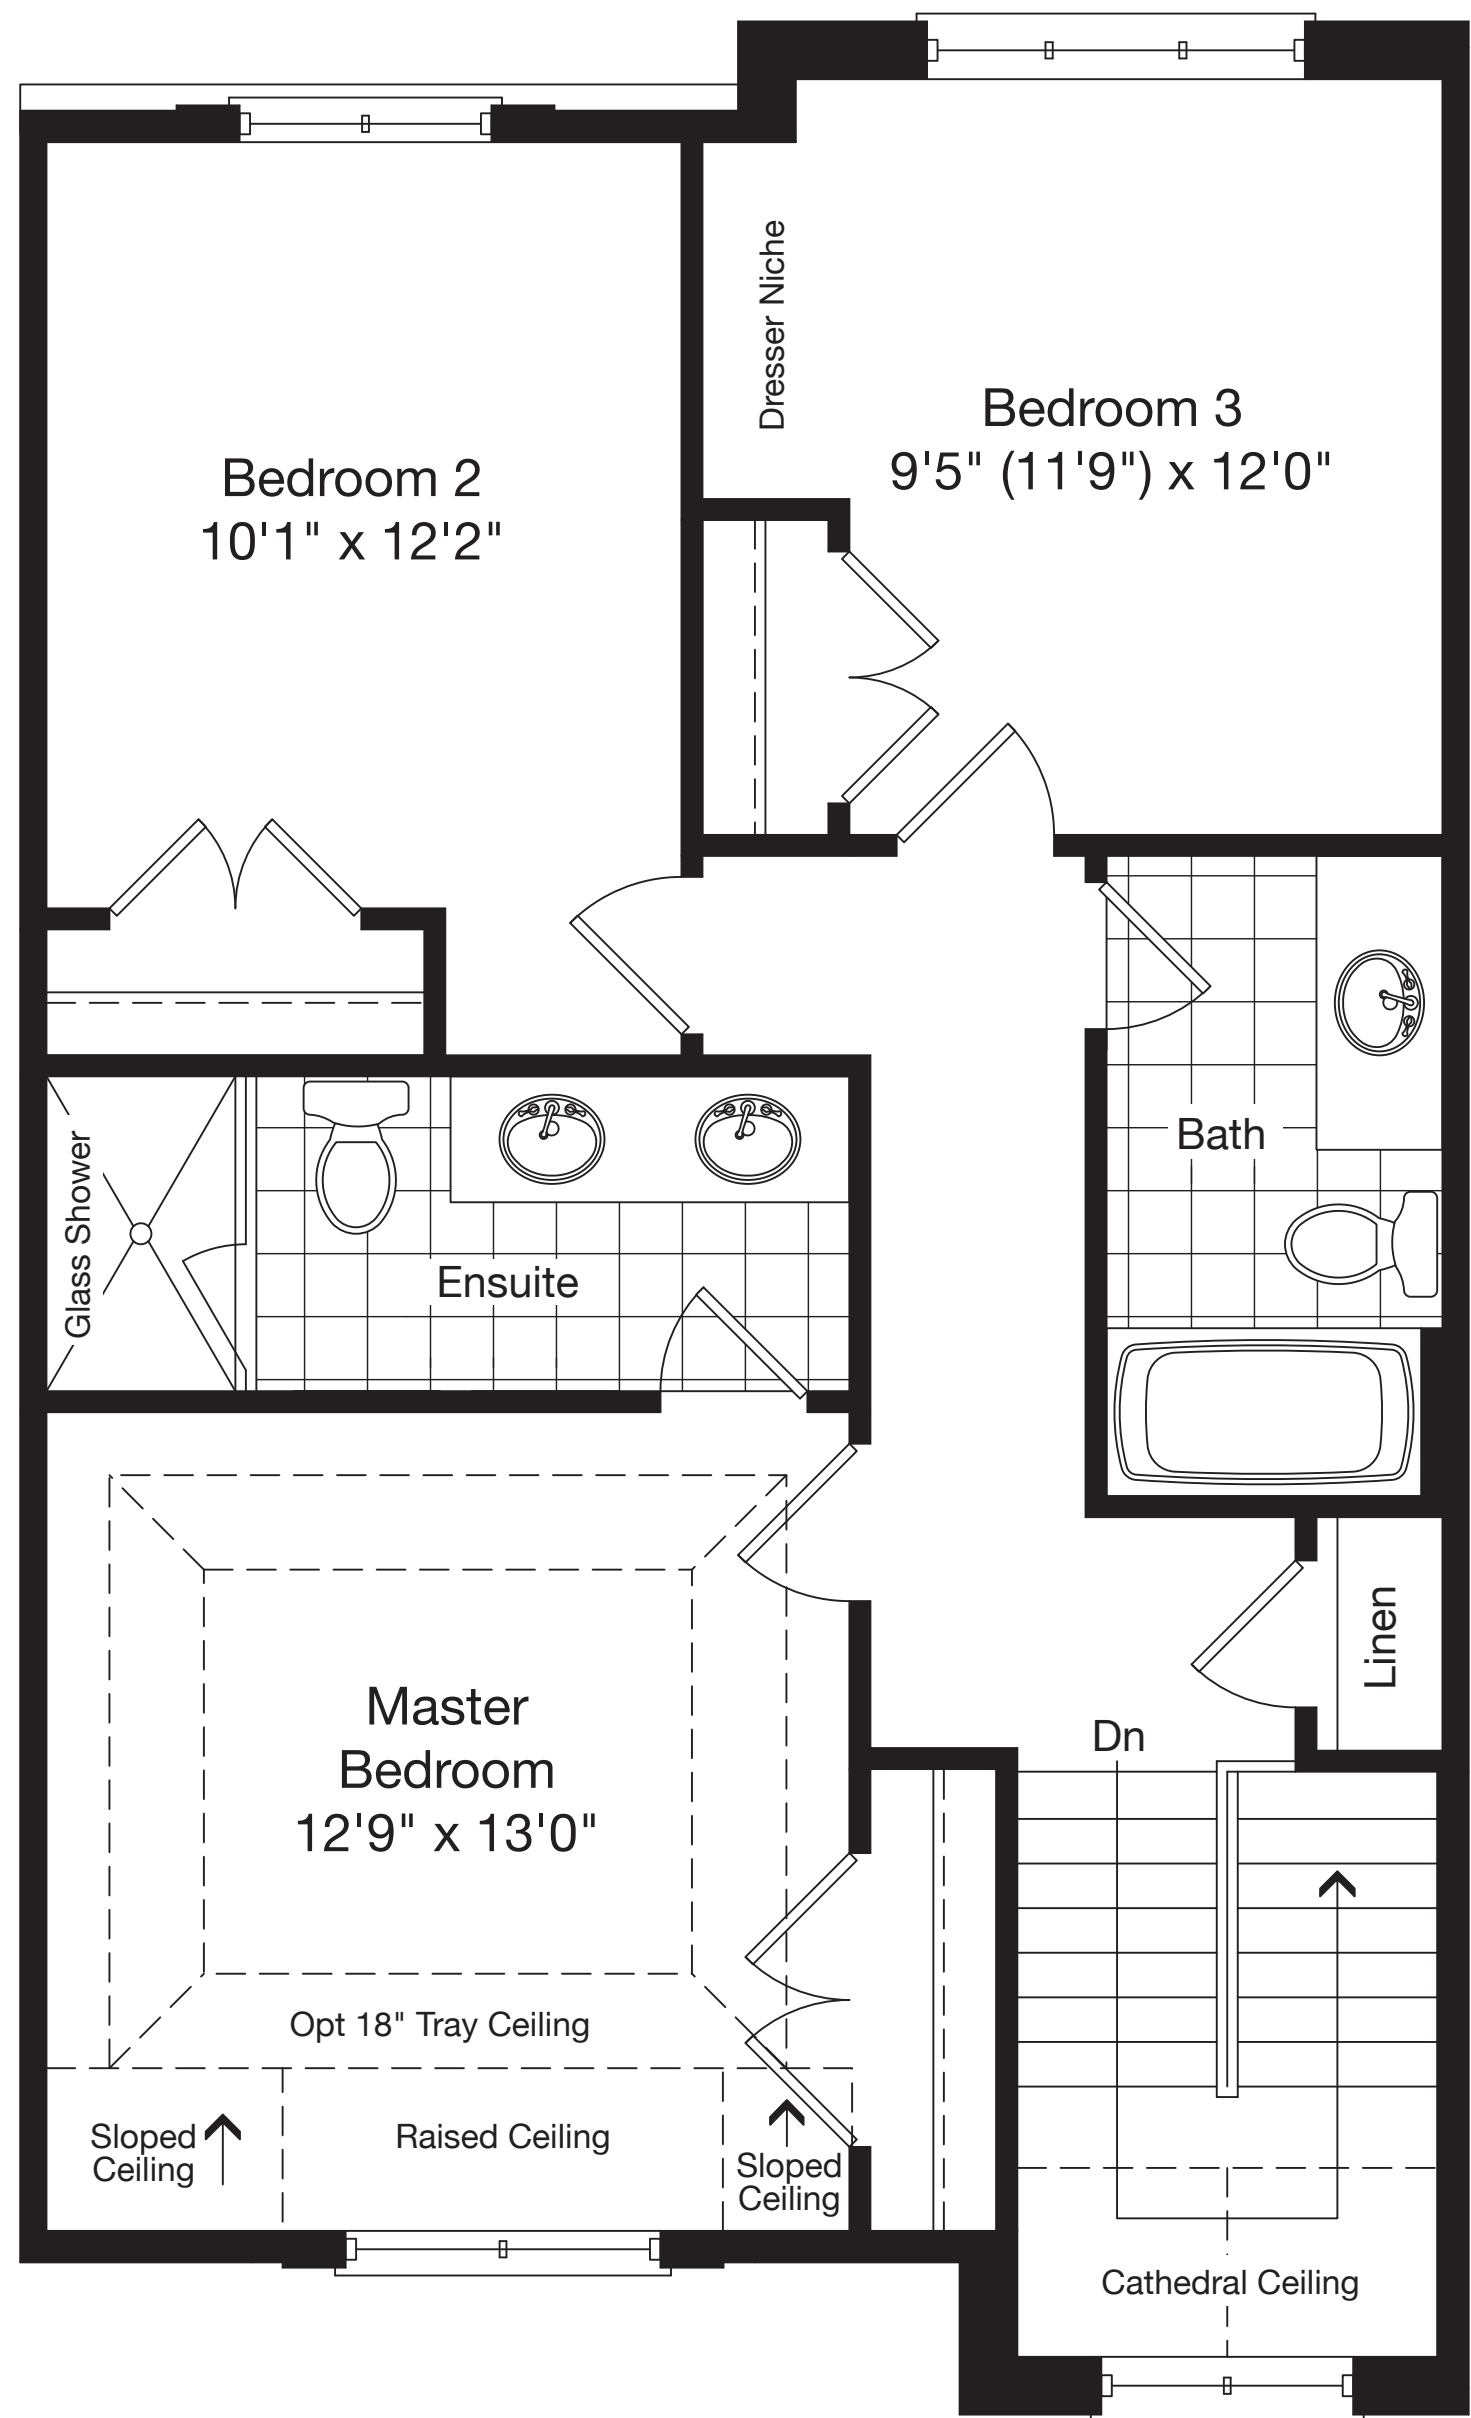 Dresser Niche
Bedroom 3
9'5" (11'9") x 12'0"
Bedroom 2
10'1" x 12'2"
Bath
Glass Shower
Ensuite
Linen
Master
Bedroom
12'9" x 13'0"
Dn
Opt 18" Tray Ceiling
Sloped
Ceiling
Raised Ceiling
Sloped
Ceiling
Cathedral Ceiling